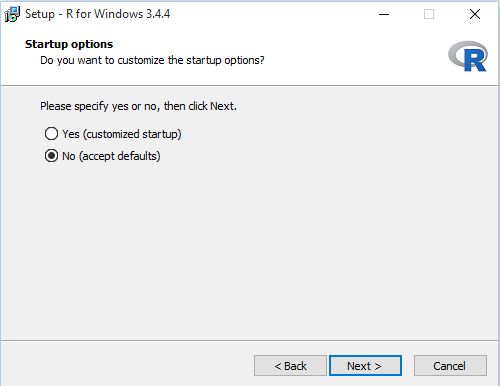 Setup - R for Windows 3.4.4
Startup options
Do you want to customize the startup options?
R
Please specify yes or no, then click Next.
Yes (customized startup)
No (accept defaults)
< Back Next > Cancel